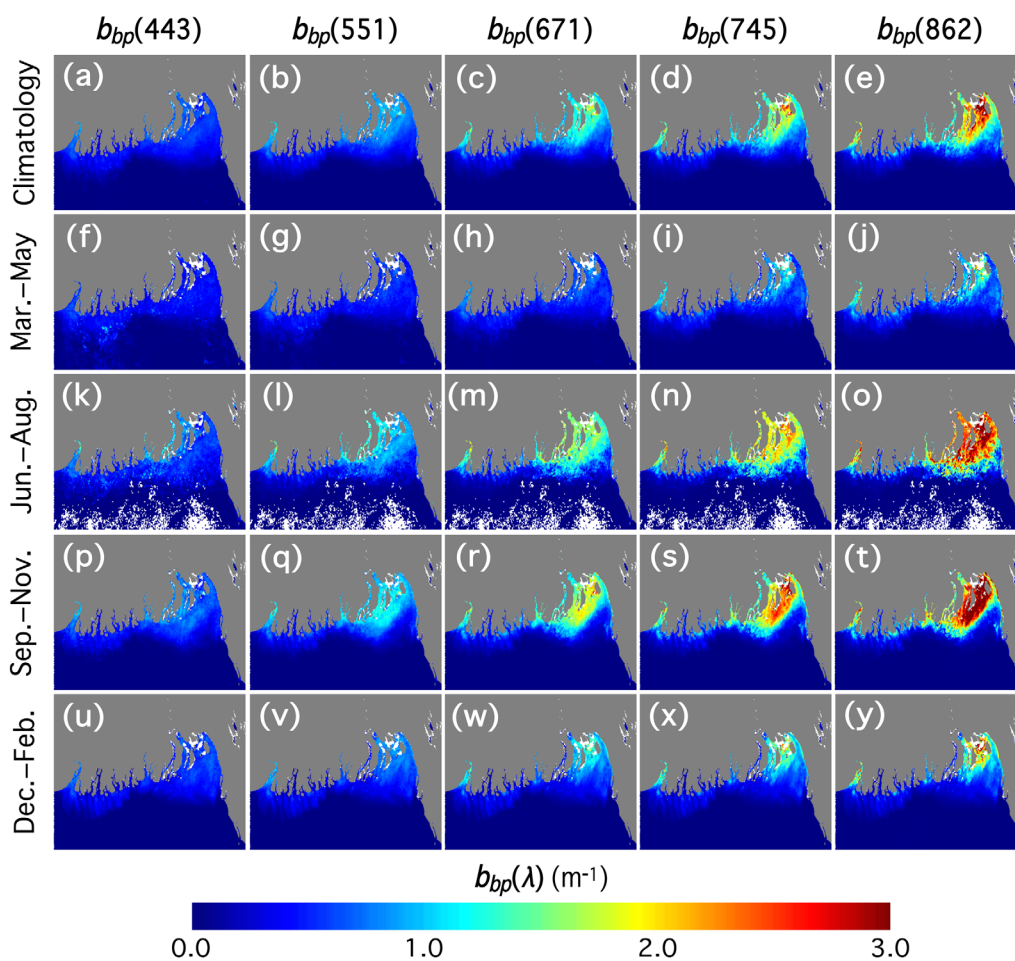 b_bp(443) b_bp(551) b_bp(671) b_bp(745) b_bp(862)
Climatology
(a) (b) (c) (d) (e)
Mar.–May
(f) (g) (h) (i) (j)
Jun.–Aug.
(k) (l) (m) (n) (o)
Sep.–Nov.
(p) (q) (r) (s) (t)
Dec.–Feb.
(u) (v) (w) (x) (y)
b_bp(λ) (m⁻¹)
0.0 1.0 2.0 3.0